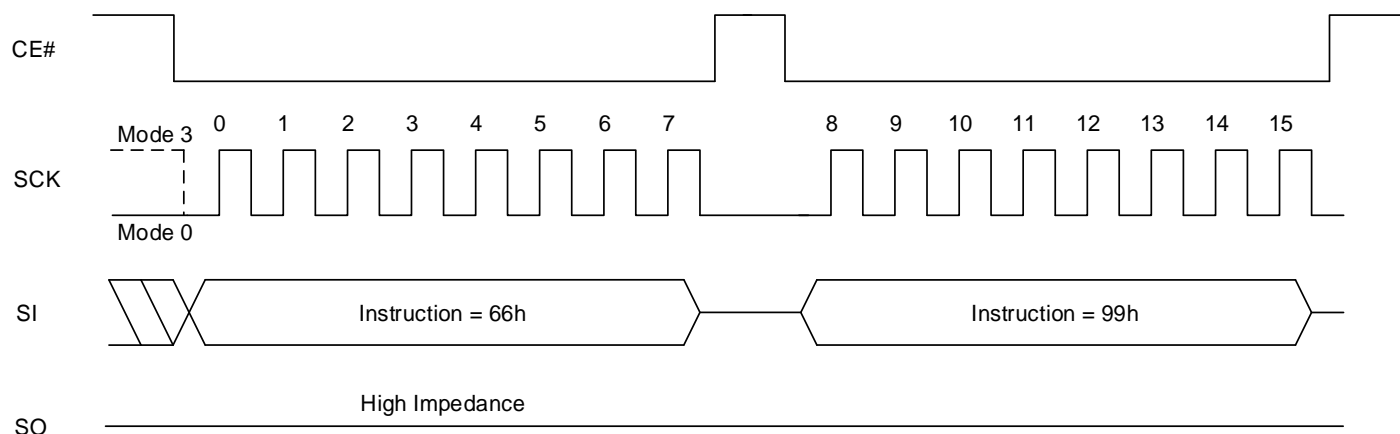 CE#
Mode 3
0 1 2 3 4 5 6 7 8 9 10 11 12 13 14 15
SCK
Mode 0
SI
Instruction = 66h
Instruction = 99h
High Impedance
SO